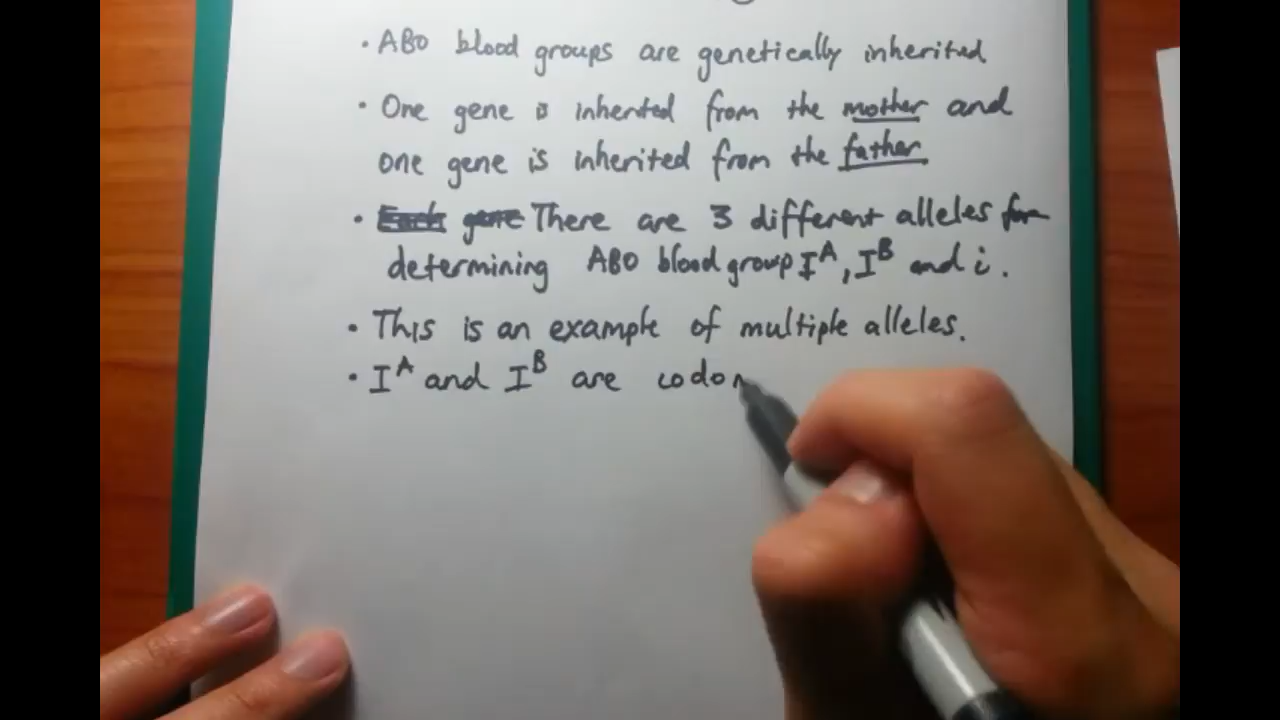 • ABO blood groups are genetically inherited
• One gene is inherited from the mother and
one gene is inherited from the father
• Each gene There are 3 different alleles for
determining ABO blood group I^A, I^B and i.
• This is an example of multiple alleles.
• I^A and I^B are codon